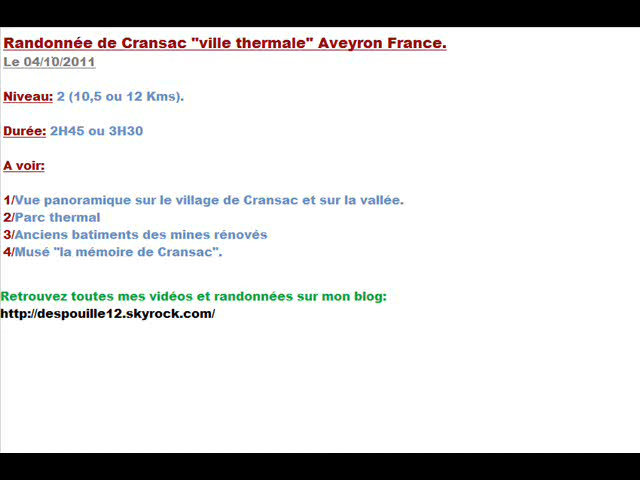 Randonnée de Cransac "ville thermale" Aveyron France.
Le 04/10/2011
Niveau: 2 (10,5 ou 12 Kms).
Durée: 2H45 ou 3H30
A voir:
1/Vue panoramique sur le village de Cransac et sur la vallée.
2/Parc thermal
3/Anciens batiments des mines rénovés
4/Musé "la mémoire de Cransac".
Retrouvez toutes mes vidéos et randonnées sur mon blog:
http://despouille12.skyrock.com/